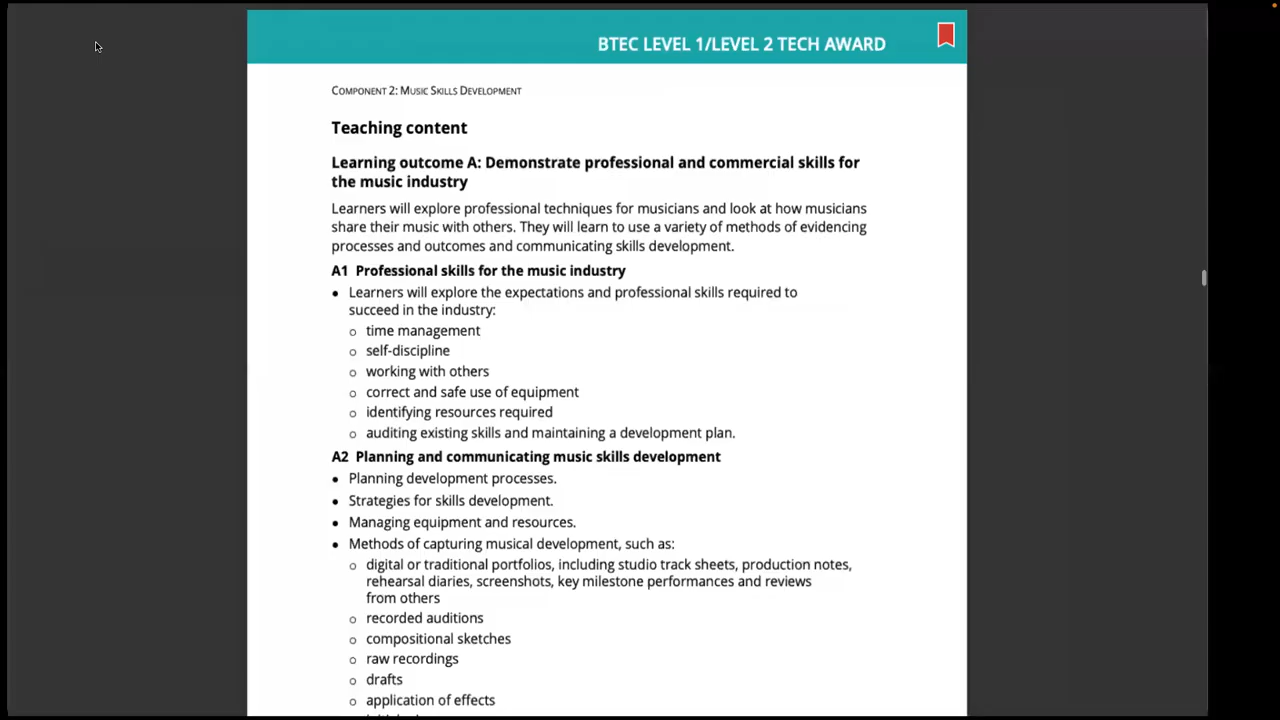 BTEC LEVEL 1/LEVEL 2 TECH AWARD
COMPONENT 2: MUSIC SKILLS DEVELOPMENT
Teaching content
Learning outcome A: Demonstrate professional and commercial skills for
the music industry
Learners will explore professional techniques for musicians and look at how musicians
share their music with others. They will learn to use a variety of methods of evidencing
processes and outcomes and communicating skills development.
A1 Professional skills for the music industry
● Learners will explore the expectations and professional skills required to
succeed in the industry:
o time management
o self-discipline
o working with others
o correct and safe use of equipment
o identifying resources required
o auditing existing skills and maintaining a development plan.
A2 Planning and communicating music skills development
● Planning development processes.
● Strategies for skills development.
● Managing equipment and resources.
● Methods of capturing musical development, such as:
o digital or traditional portfolios, including studio track sheets, production notes,
rehearsal diaries, screenshots, key milestone performances and reviews
from others
o recorded auditions
o compositional sketches
o raw recordings
o drafts
o application of effects